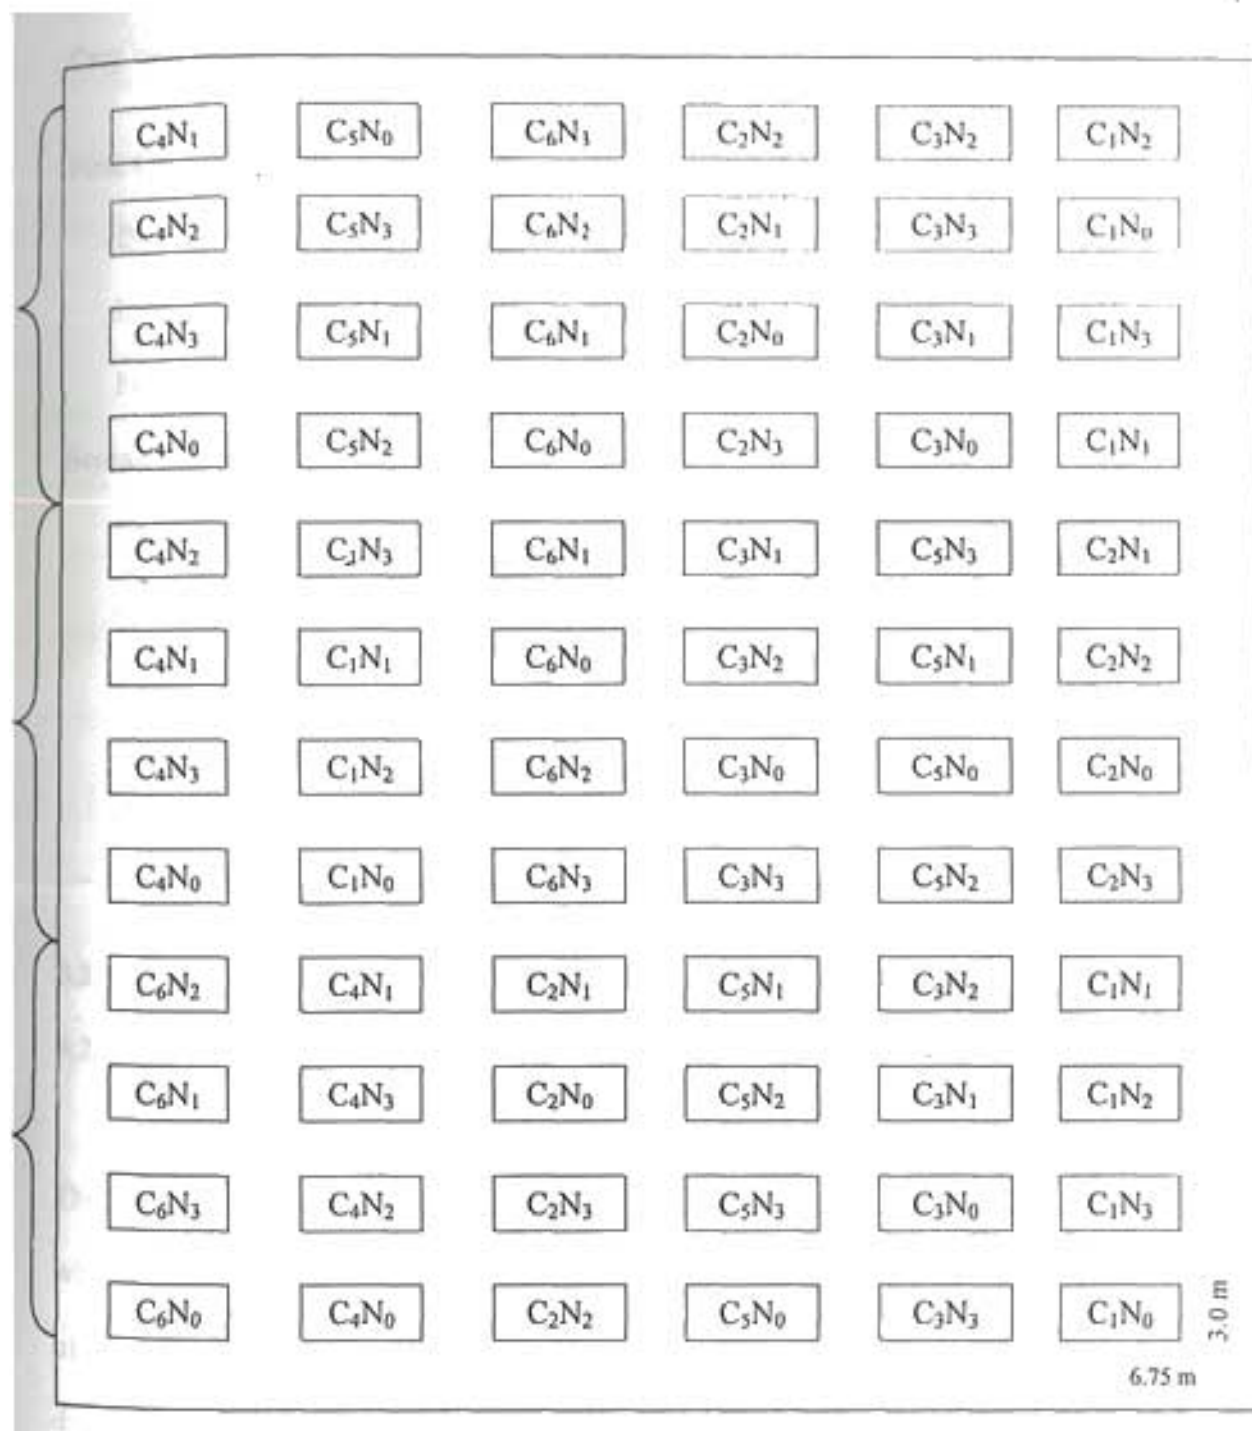 C₄N₁ C₅N₀ C₆N₃ C₂N₂ C₃N₂ C₁N₂
C₄N₂ C₅N₃ C₆N₂ C₂N₁ C₃N₃ C₁N₀
C₄N₃ C₅N₁ C₆N₁ C₂N₀ C₃N₁ C₁N₃
C₄N₀ C₅N₂ C₆N₀ C₂N₃ C₃N₀ C₁N₁
C₄N₂ C₁N₃ C₆N₁ C₃N₁ C₅N₃ C₂N₁
C₄N₁ C₁N₁ C₆N₀ C₃N₂ C₅N₁ C₂N₂
C₄N₃ C₁N₂ C₆N₂ C₃N₀ C₅N₀ C₂N₀
C₄N₀ C₁N₀ C₆N₃ C₃N₃ C₅N₂ C₂N₃
C₆N₂ C₄N₁ C₂N₁ C₅N₁ C₃N₂ C₁N₁
C₆N₁ C₄N₃ C₂N₀ C₅N₂ C₃N₁ C₁N₂
C₆N₃ C₄N₂ C₂N₃ C₅N₃ C₃N₀ C₁N₃
C₆N₀ C₄N₀ C₂N₂ C₅N₀ C₃N₃ C₁N₀
3.0 m
6.75 m